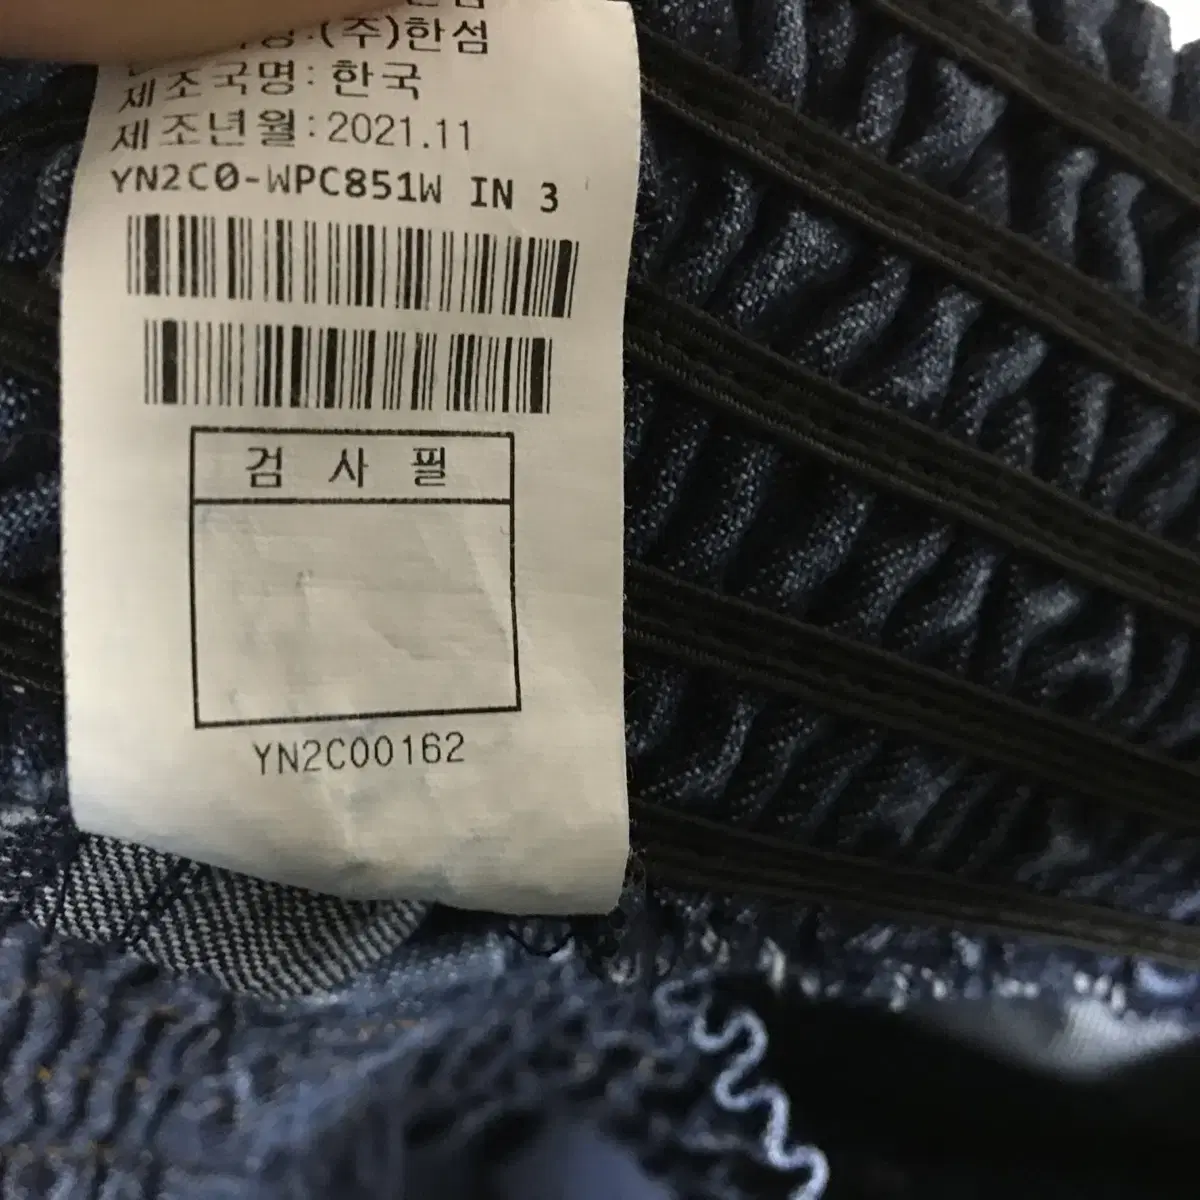 :(주)한섬
제조국명:한국
제조년월:2021.11
YN2C0-WPC851W IN 3
검 사 필
YN2C00162